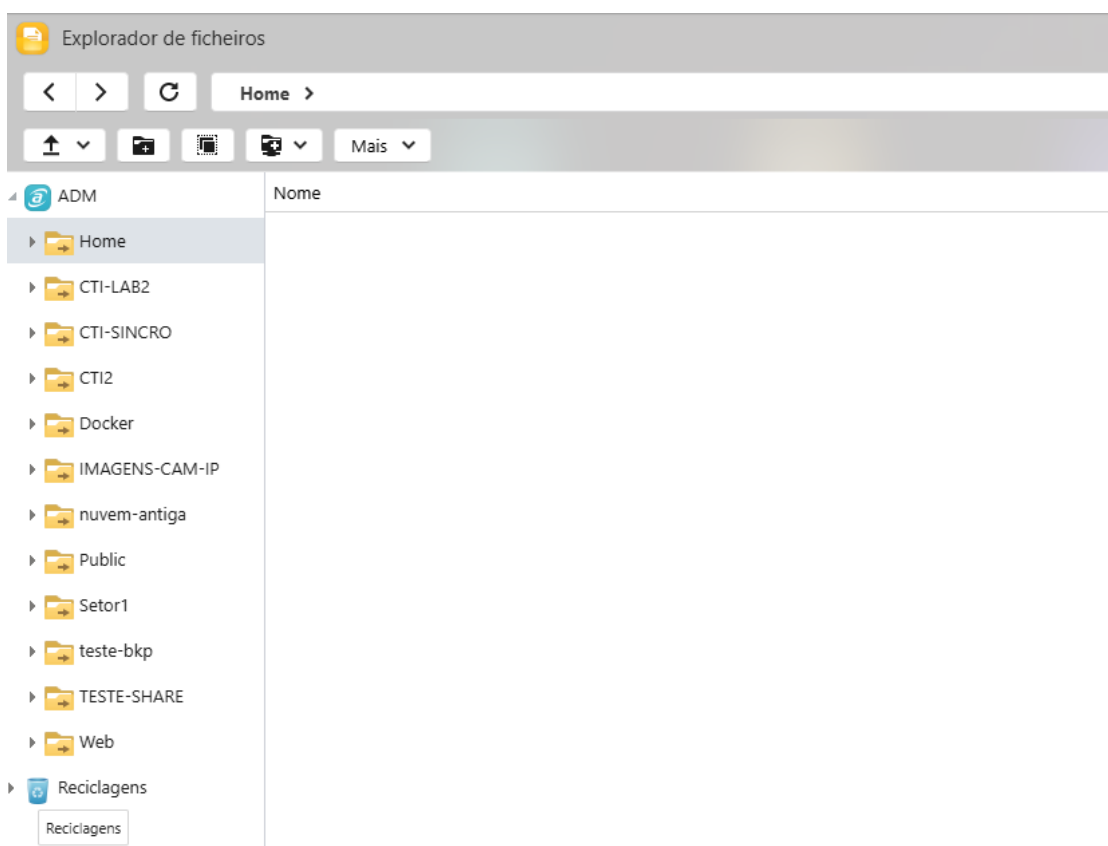 Explorador de ficheiros
Home
Mais
ADM
Nome
Home
CTI-LAB2
CTI-SINCRO
CTI2
Docker
IMAGENS-CAM-IP
nuvem-antiga
Public
Setor1
teste-bkp
TESTE-SHARE
Web
Reciclagens
Reciclagens